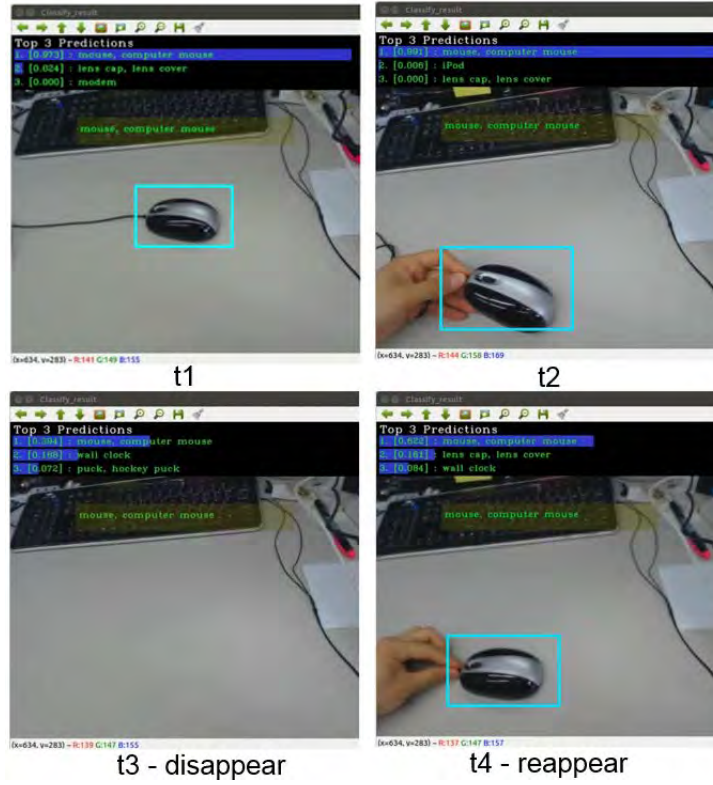 Classify_result
Top 3 Predictions
1. [0.973] : mouse, computer mouse
2. [0.024] : lens cap, lens cover
3. [0.000] : modem
mouse, computer mouse
(x=634, y=283) ~ R:141 G:149 B:155
t1
Classify_result
Top 3 Predictions
1. [0.991] : mouse, computer mouse
2. [0.006] : iPod
3. [0.000] : lens cap, lens cover
mouse, computer mouse
(x=634, y=283) ~ R:144 G:158 B:169
t2
Classify_result
Top 3 Predictions
1. [0.394] : mouse, computer mouse
2. : wall clock
3. [0.072] : puck, hockey puck
mouse, computer mouse
(x=634, y=283) ~ R:139 G:147 B:155
t3 - disappear
Classify_result
Top 3 Predictions
1. [0.622] : mouse, computer mouse
2. [0.161] : lens cap, lens cover
3. [0.084] : wall clock
mouse, computer mouse
(x=634, y=283) ~ R:137 G:147 B:157
t4 - reappear